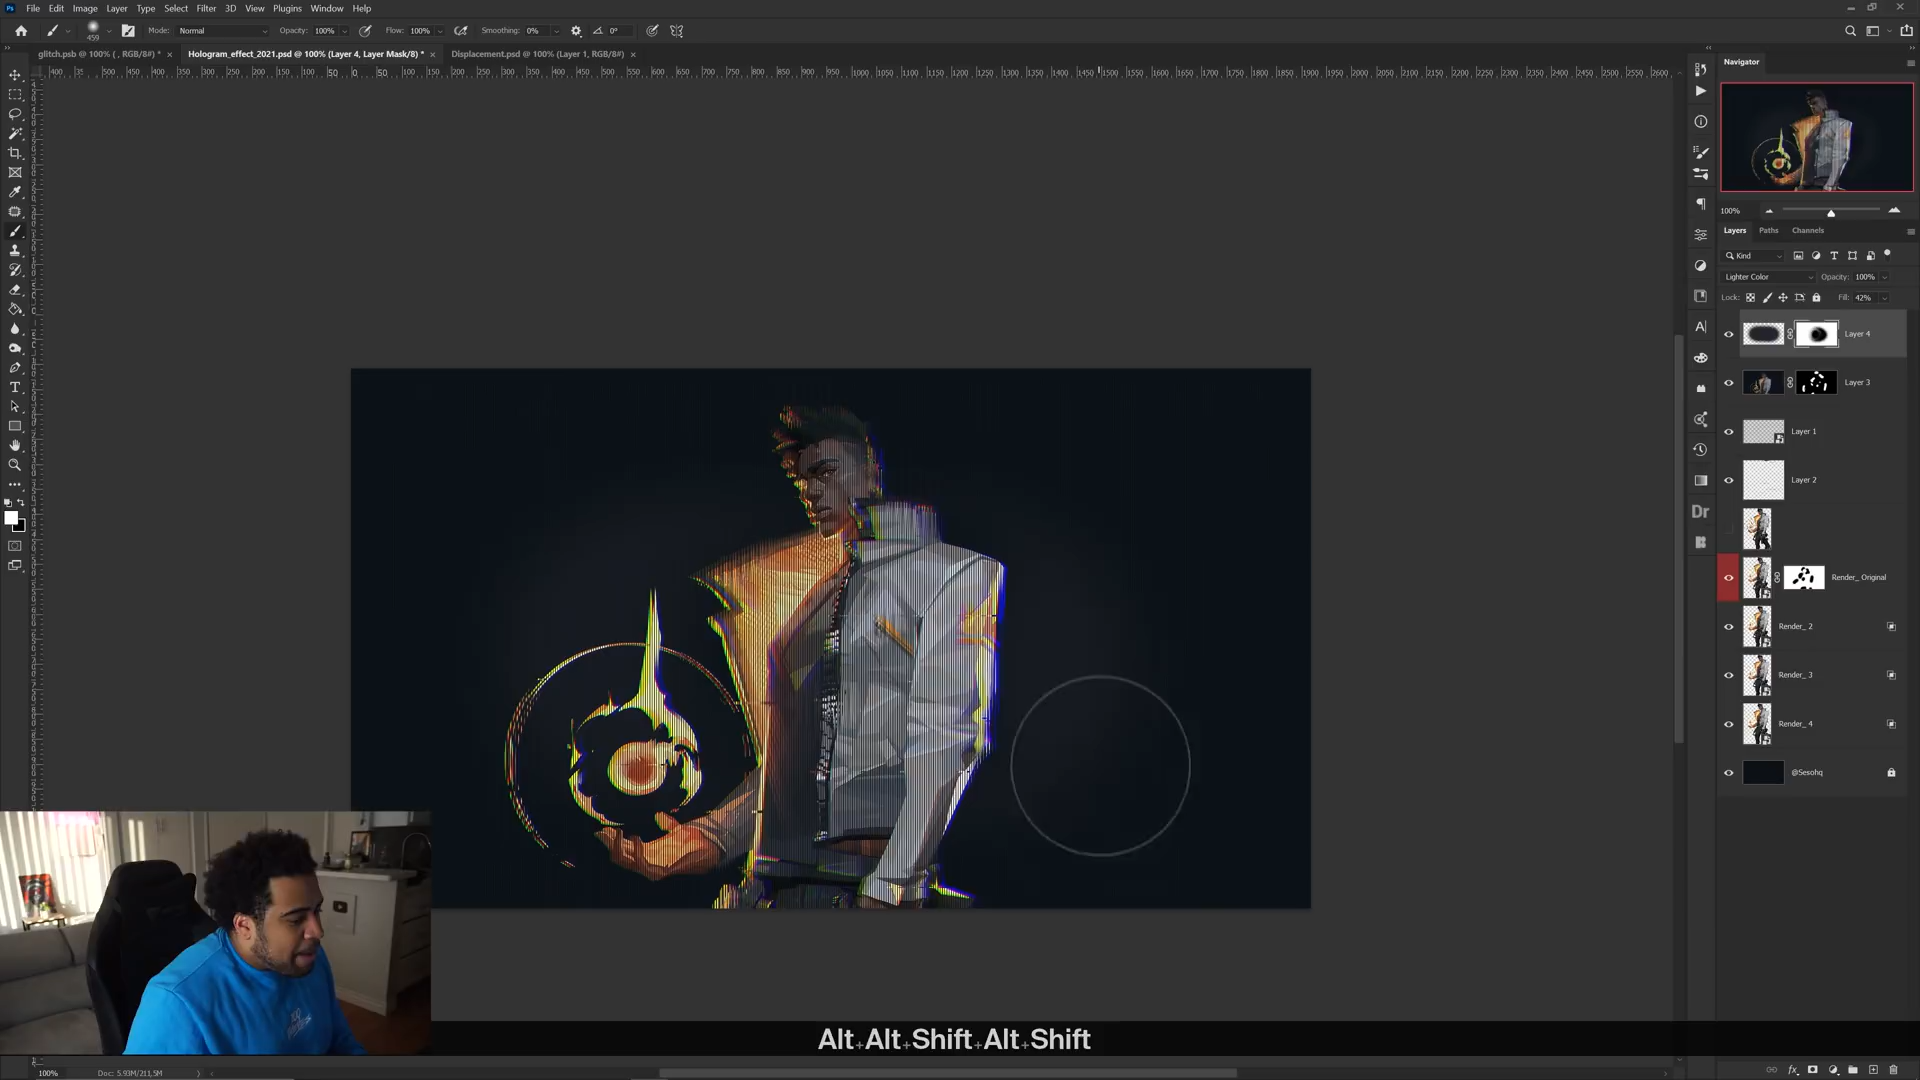 Ps File Edit Image Layer Type Select Filter 3D View Plugins Window Help
459 Mode: Normal Opacity: 100% Flow: 100% Smoothing: 0% 0°
glitch.psb @ 100% ( , RGB/8#) * × Hologram_effect_2021.psd @ 100% (Layer 4, Layer Mask/8) * × Displacement.psd @ 100% (Layer 1, RGB/8#) ×
Navigator
100%
Layers Paths Channels
Kind
Lighter Color Opacity: 100%
Lock: Fill: 42%
Layer 4
Layer 3
Layer 1
Layer 2
Render_ Original
Render_ 2
Render_ 3
Render_ 4
@Sesohq
Dr
Alt+Alt+Shift+Alt+Shift
100% Doc: 5.93M/211.5M
fx